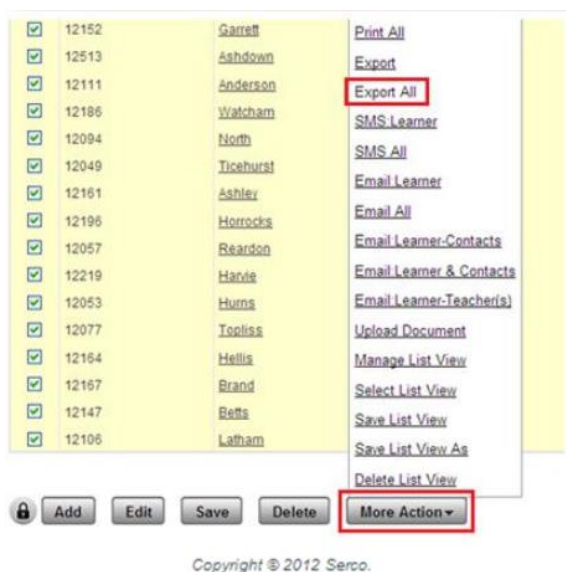 12152 Garrett
12513 Ashdown
12111 Anderson
12186 Watcham
12094 North
12049 Ticehurst
12161 Ashley
12196 Horrocks
12057 Reardon
12219 Harvie
12053 Hurns
12077 Topliss
12164 Hellis
12167 Brand
12147 Betts
12106 Latham
Print All
Export
Export All
SMS:Learner
SMS All
Email Learner
Email All
Email:Learner-Contacts
Email:Learner & Contacts
Email:Learner-Teacher(s)
Upload Document
Manage List View
Select List View
Save List View
Save List View As
Delete List View
Add Edit Save Delete More Action
Copyright © 2012 Serco.